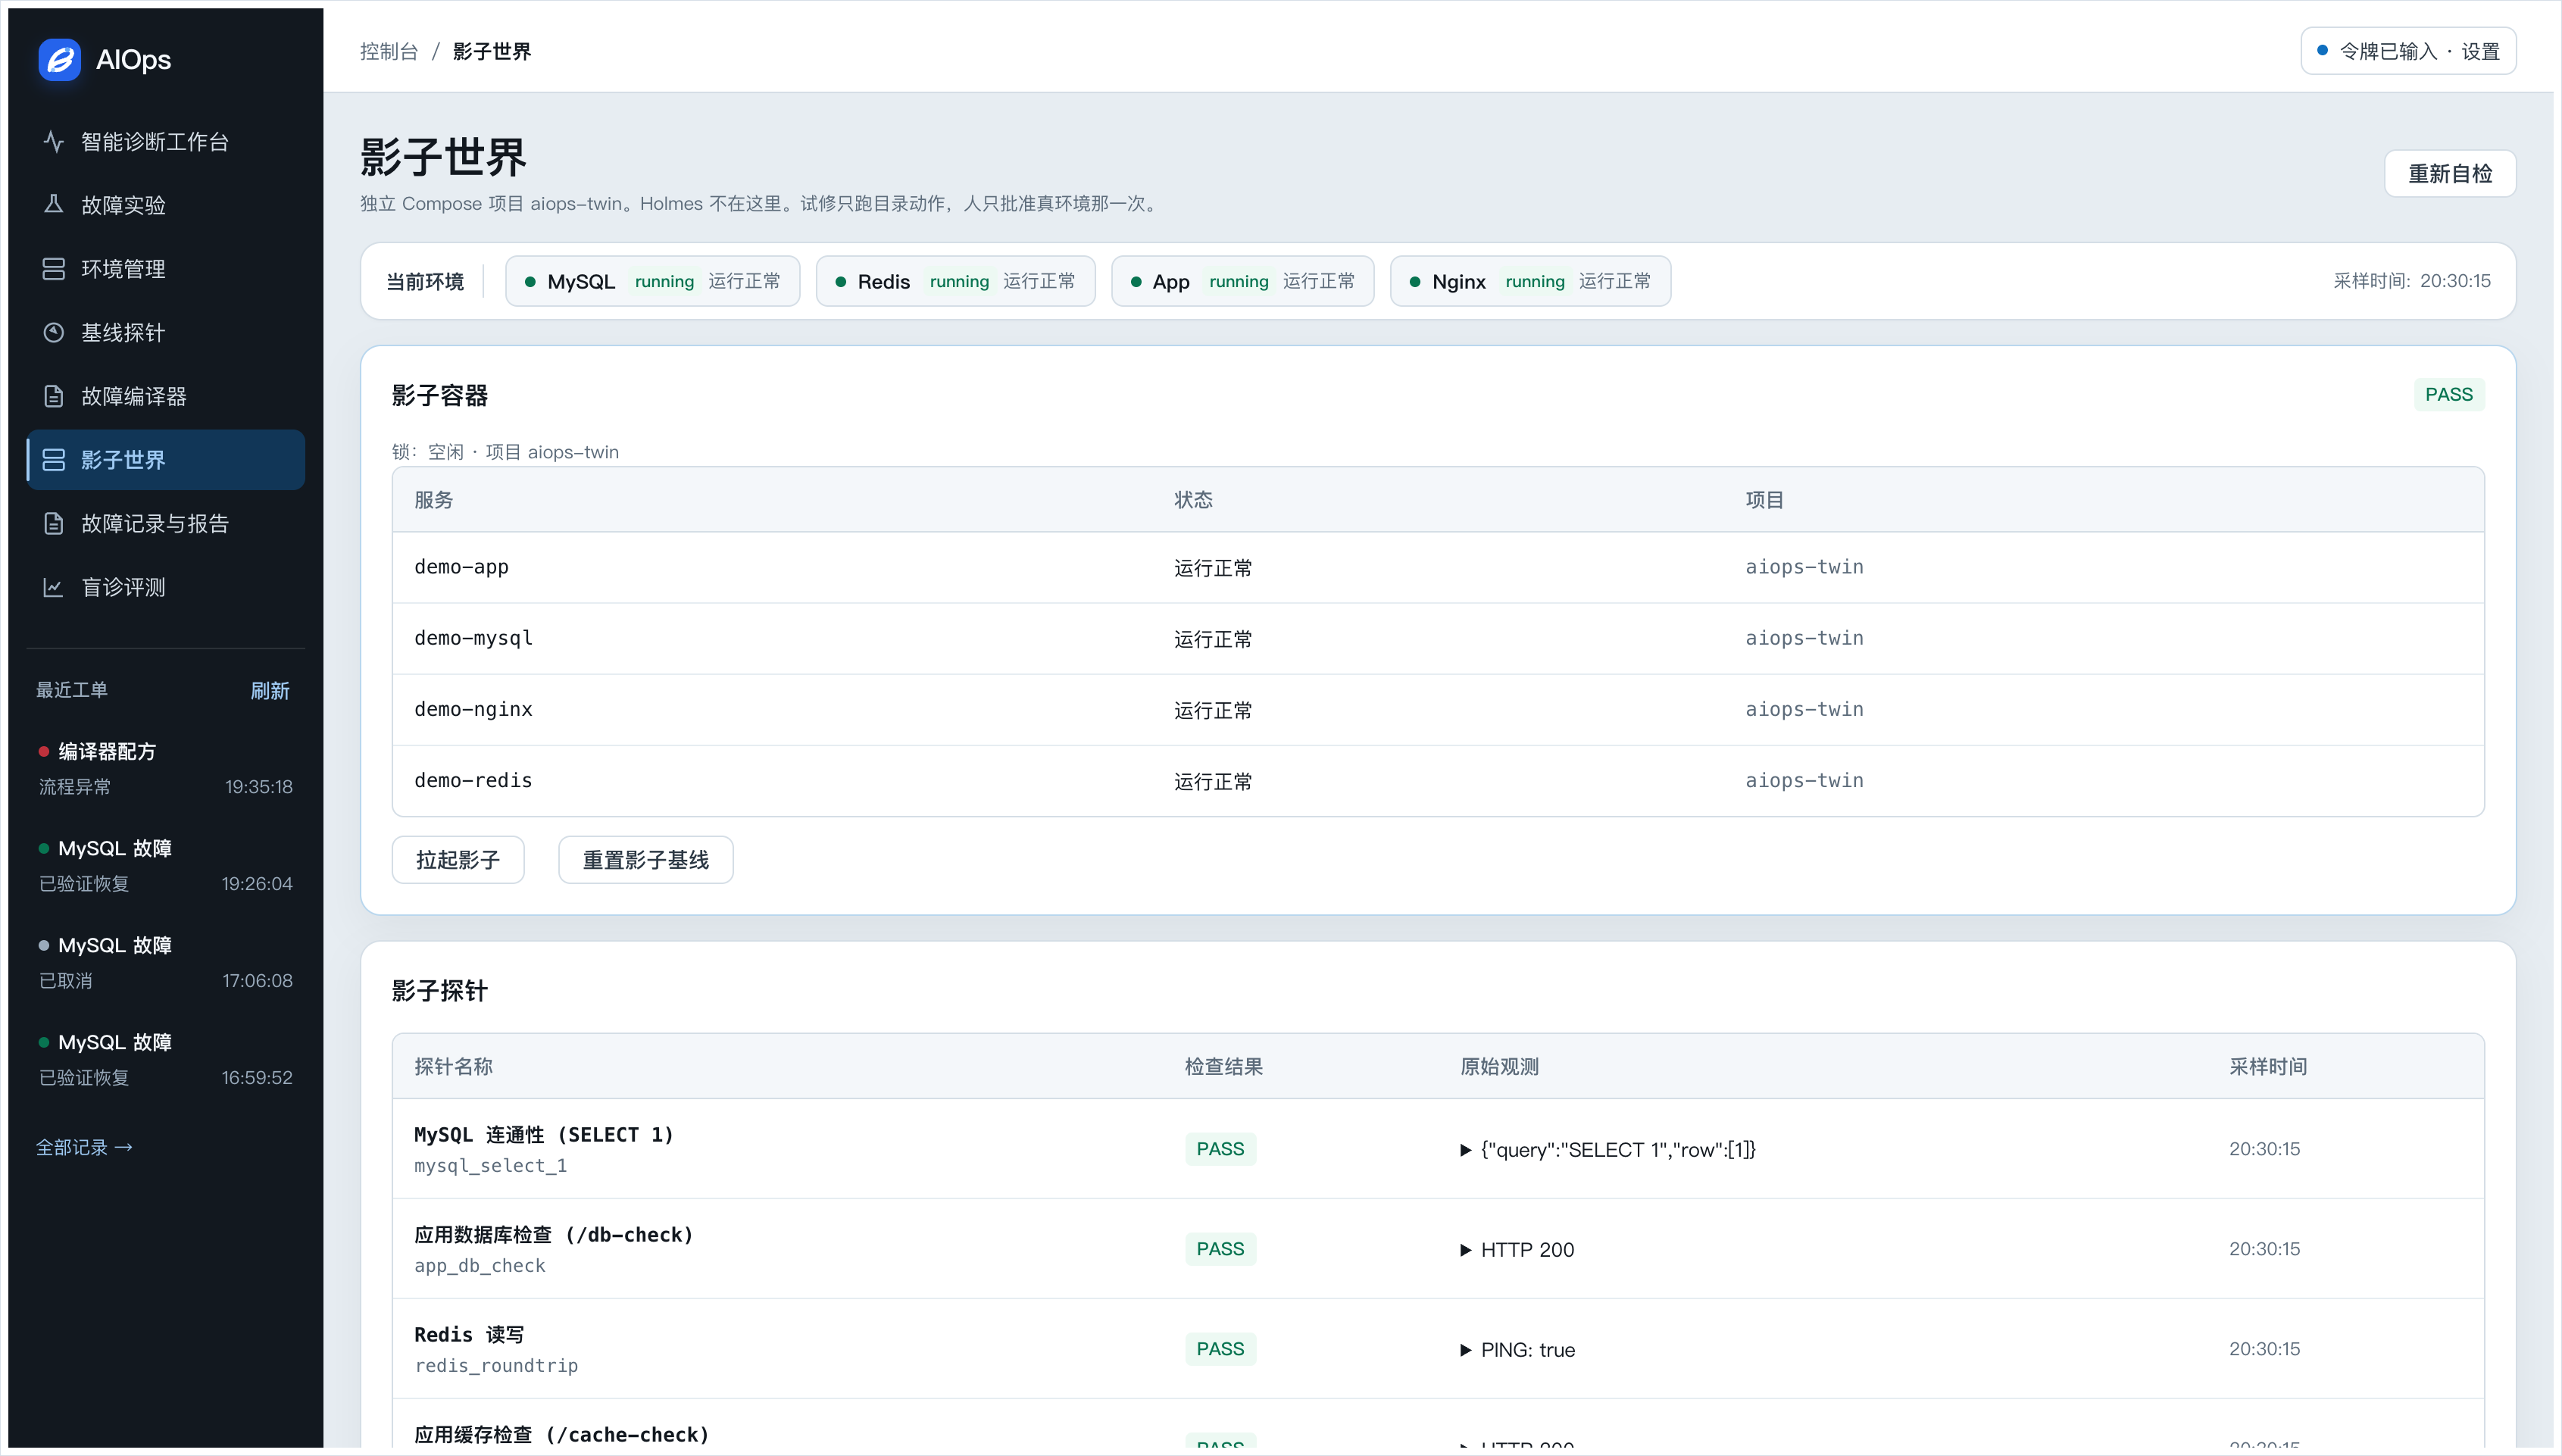 AIOps
智能诊断工作台
故障实验
环境管理
基线探针
故障编译器
影子世界
故障记录与报告
盲诊评测
最近工单 刷新
编译器配方
流程异常 19:35:18
MySQL 故障
已验证恢复 19:26:04
MySQL 故障
已取消 17:06:08
MySQL 故障
已验证恢复 16:59:52
全部记录 →
控制台 / 影子世界
令牌已输入 · 设置
影子世界
独立 Compose 项目 aiops-twin。Holmes 不在这里。试修只跑目录动作，人只批准真环境那一次。
重新自检
当前环境 MySQL running 运行正常 Redis running 运行正常 App running 运行正常 Nginx running 运行正常 采样时间: 20:30:15
影子容器 PASS
锁: 空闲 · 项目 aiops-twin
服务 状态 项目
demo-app 运行正常 aiops-twin
demo-mysql 运行正常 aiops-twin
demo-nginx 运行正常 aiops-twin
demo-redis 运行正常 aiops-twin
拉起影子 重置影子基线
影子探针
探针名称 检查结果 原始观测 采样时间
MySQL 连通性 (SELECT 1)
mysql_select_1
PASS ▶ {"query":"SELECT 1","row":[1]} 20:30:15
应用数据库检查 (/db-check)
app_db_check
PASS ▶ HTTP 200 20:30:15
Redis 读写
redis_roundtrip
PASS ▶ PING: true 20:30:15
应用缓存检查 (/cache-check)
PASS HTTP 200 20:30:15